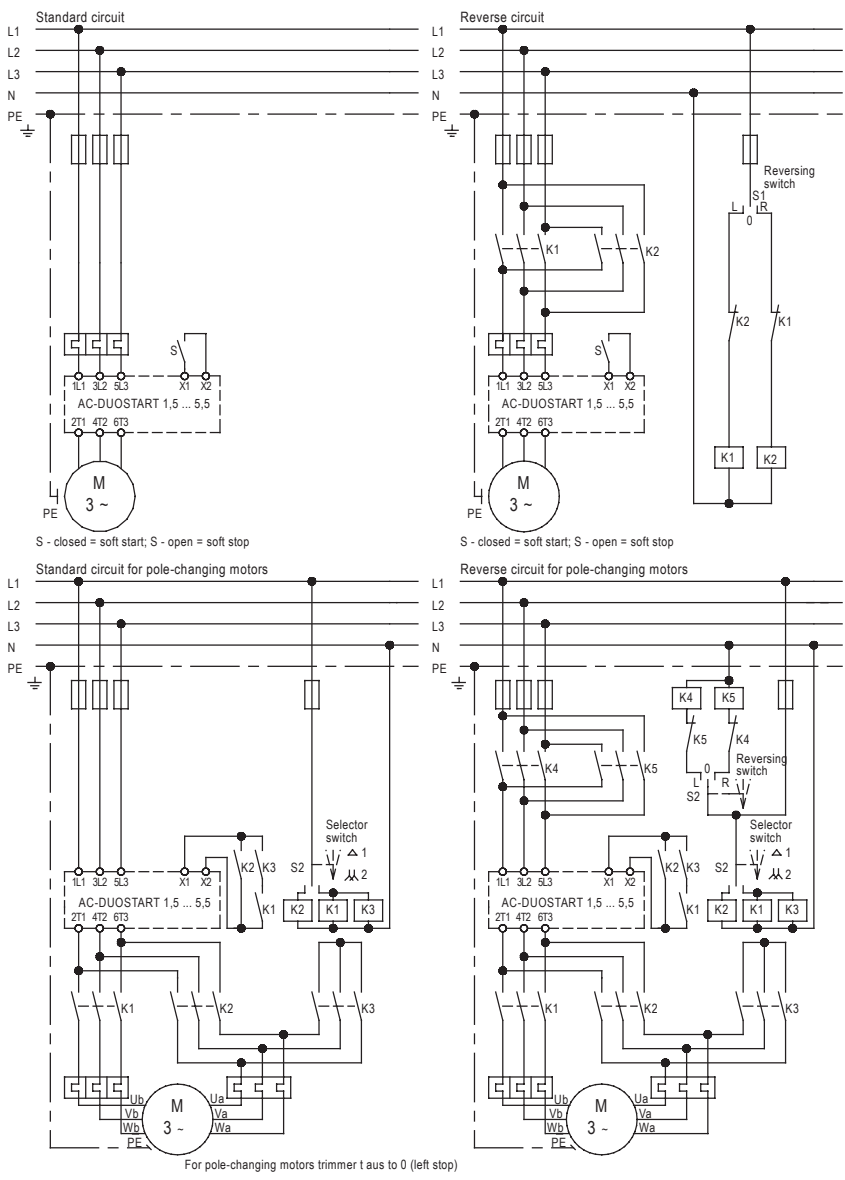 Standard circuit
L1
L2
L3
N
PE
S
1L1 3L2 5L3 X1 X2
AC-DUOSTART 1,5 ... 5,5
2T1 4T2 6T3
M
3 ~
PE
S - closed = soft start; S - open = soft stop
Reverse circuit
L1
L2
L3
N
PE
Reversing
switch
S1
L R
0
K1 K2
K2 K1
S
1L1 3L2 5L3 X1 X2
AC-DUOSTART 1,5 ... 5,5
2T1 4T2 6T3
K1 K2
M
3 ~
PE
S - closed = soft start; S - open = soft stop
Standard circuit for pole-changing motors
L1
L2
L3
N
PE
Selector
switch
S2
1
2
K2 K3
1L1 3L2 5L3 X1 X2
AC-DUOSTART 1,5 ... 5,5
K1
K2 K1 K3
2T1 4T2 6T3
K1 K2 K3
Ub Ua
Vb Va
Wb Wa
M
3 ~
PE
For pole-changing motors trimmer t aus to 0 (left stop)
Reverse circuit for pole-changing motors
L1
L2
L3
N
PE
K4 K5
K5 K4
Reversing
switch
0
L R
S2
K4 K5
Selector
switch
S2
1
2
K2 K3
1L1 3L2 5L3 X1 X2
AC-DUOSTART 1,5 ... 5,5
K1
K2 K1 K3
2T1 4T2 6T3
K1 K2 K3
Ub Ua
Vb Va
Wb Wa
M
3 ~
PE